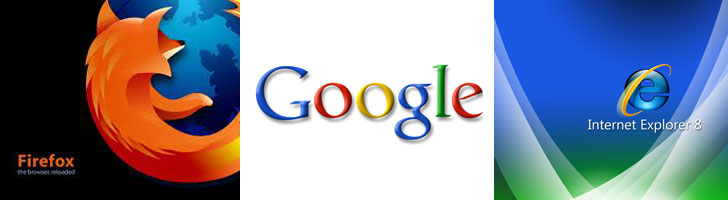 Firefox
the browser, reloaded
Google
Internet Explorer 8